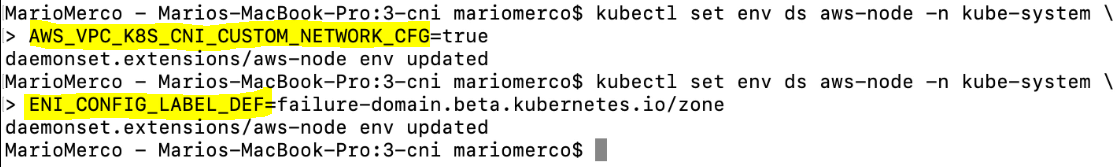 MarioMerco - Marios-MacBook-Pro:3-cni mariomerco$ kubectl set env ds aws-node -n kube-system \
> AWS_VPC_K8S_CNI_CUSTOM_NETWORK_CFG=true
daemonset.extensions/aws-node env updated
MarioMerco - Marios-MacBook-Pro:3-cni mariomerco$ kubectl set env ds aws-node -n kube-system \
> ENI_CONFIG_LABEL_DEF=failure-domain.beta.kubernetes.io/zone
daemonset.extensions/aws-node env updated
MarioMerco - Marios-MacBook-Pro:3-cni mariomerco$